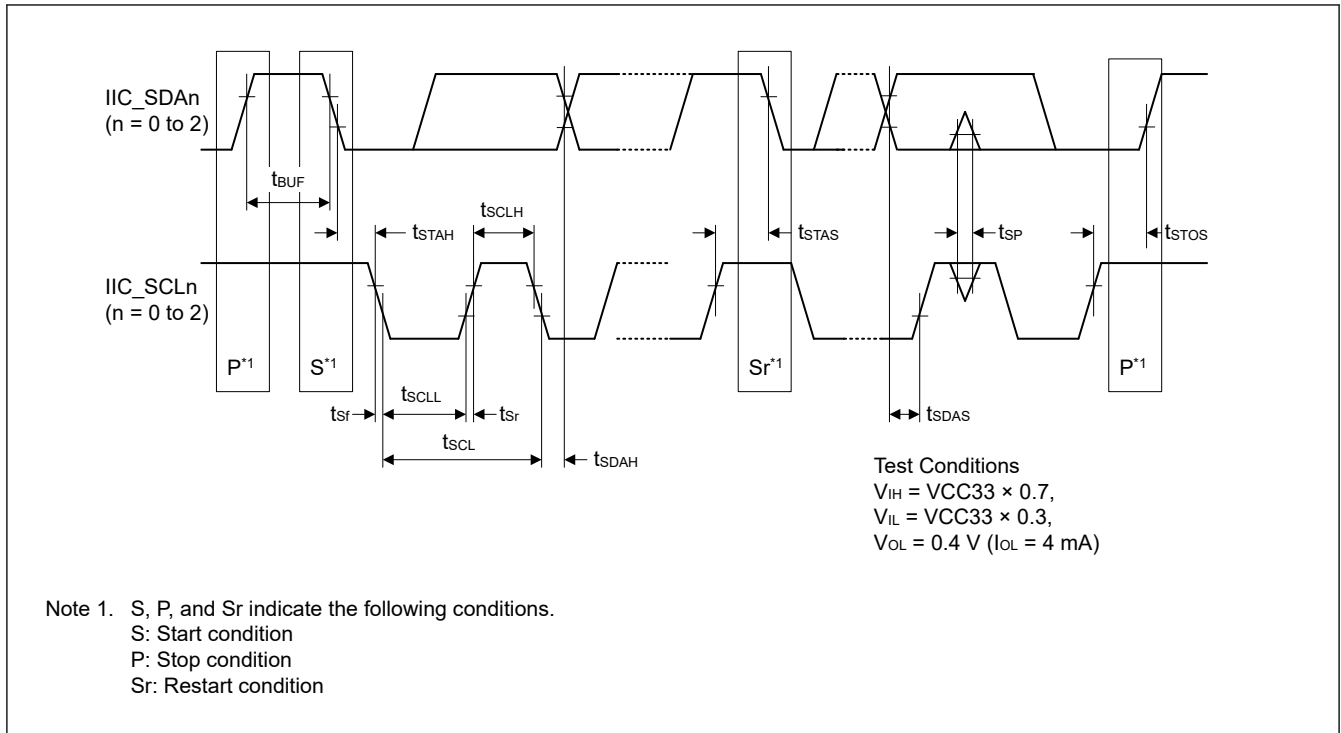 IIC_SDAn
(n = 0 to 2)
tBUF
tSCLH
tSTAH
tSTAS
tSP
tSTOS
IIC_SCLn
(n = 0 to 2)
P*1
S*1
Sr*1
P*1
tSf
tSCLL
tSr
tSDAS
tSCL
tSDAH
Test Conditions
VIH = VCC33 × 0.7,
VIL = VCC33 × 0.3,
VOL = 0.4 V (IOL = 4 mA)
Note 1. S, P, and Sr indicate the following conditions.
S: Start condition
P: Stop condition
Sr: Restart condition